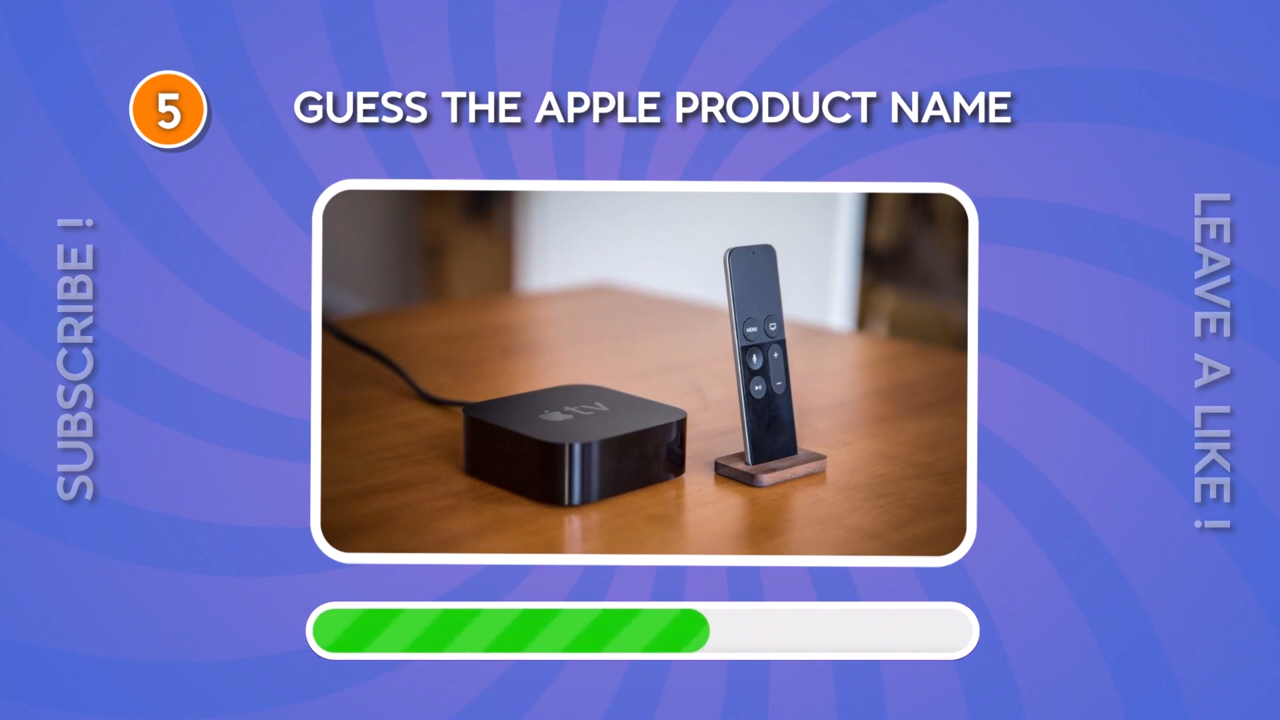 5
GUESS THE APPLE PRODUCT NAME
SUBSCRIBE !
LEAVE A LIKE !
tv
MENU